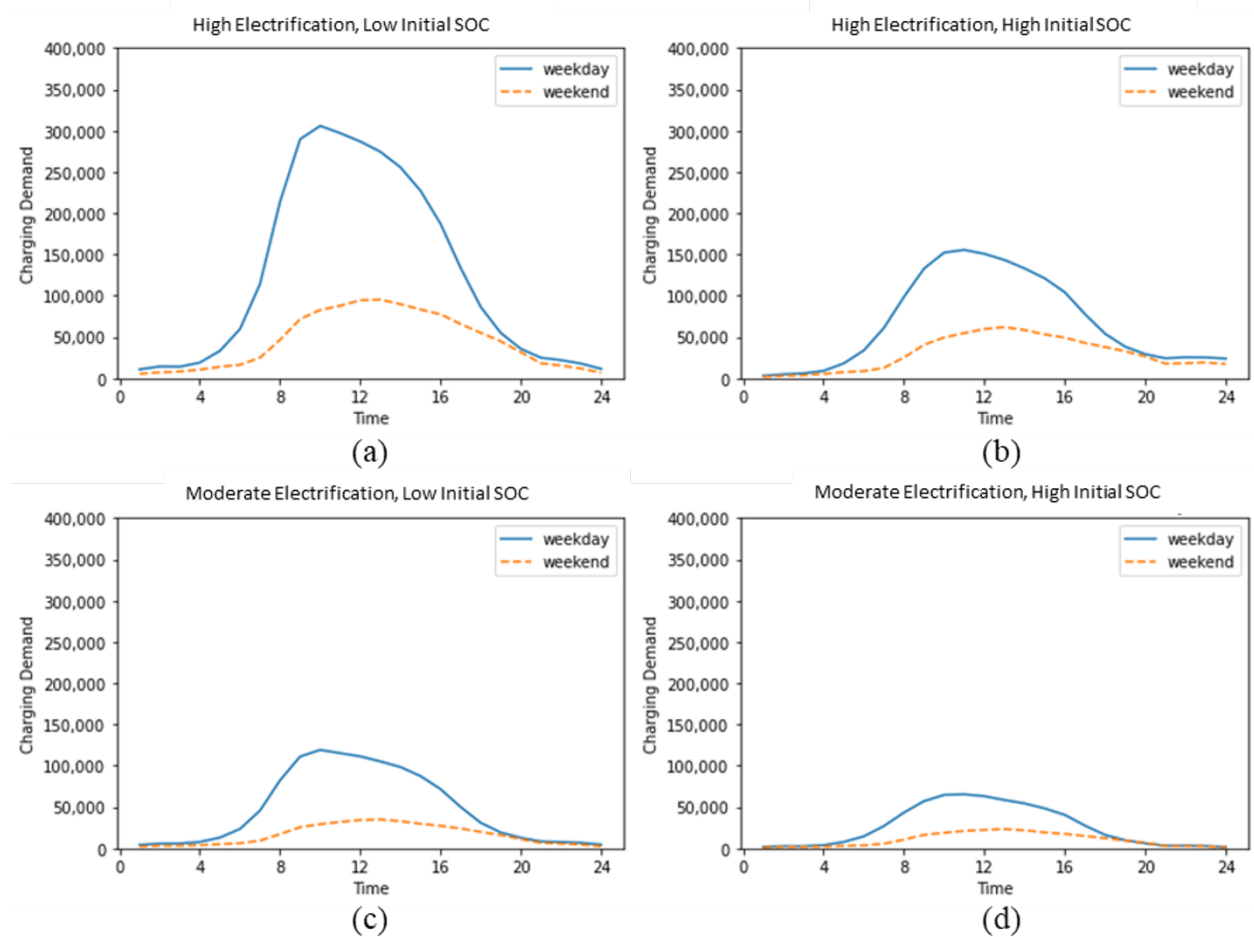 High Electrification, Low Initial SOC
400,000
350,000
300,000
250,000
200,000
150,000
100,000
50,000
0
Charging Demand
weekday
weekend
0 4 8 12 16 20 24
Time
(a)
High Electrification, High Initial SOC
400,000
350,000
300,000
250,000
200,000
150,000
100,000
50,000
0
Charging Demand
weekday
weekend
0 4 8 12 16 20 24
Time
(b)
Moderate Electrification, Low Initial SOC
400,000
350,000
300,000
250,000
200,000
150,000
100,000
50,000
0
Charging Demand
weekday
weekend
0 4 8 12 16 20 24
Time
(c)
Moderate Electrification, High Initial SOC
400,000
350,000
300,000
250,000
200,000
150,000
100,000
50,000
0
Charging Demand
weekday
weekend
0 4 8 12 16 20 24
Time
(d)